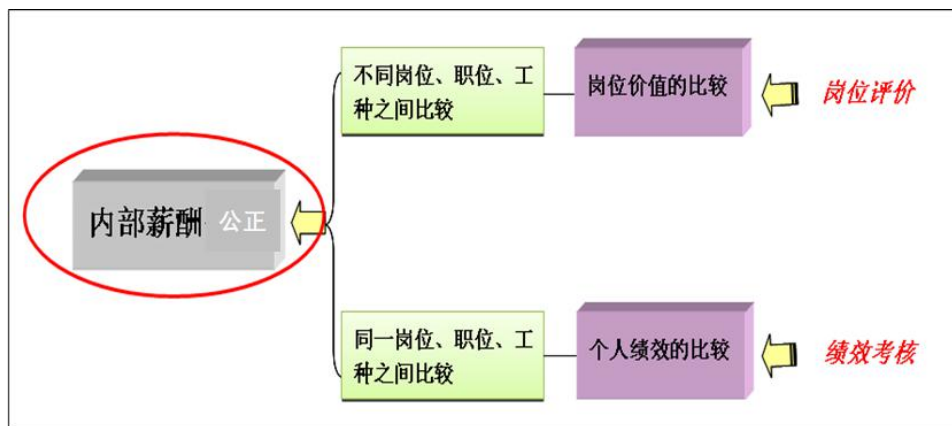 不同岗位、职位、工
种之间比较
岗位价值的比较
岗位评价
内部薪酬 公正
同一岗位、职位、工
种之间比较
个人绩效的比较
绩效考核